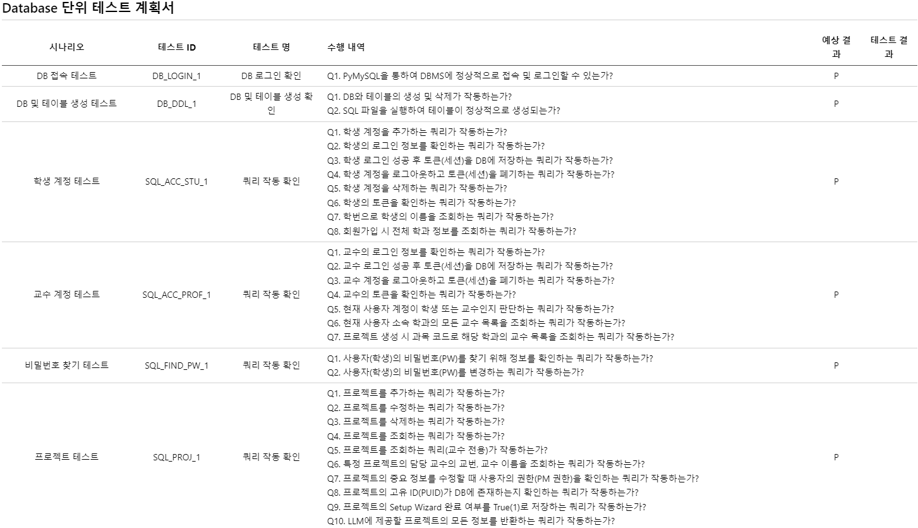 Database 단위 테스트 계획서
시나리오 테스트 ID 테스트 명 수행 내역 예상 결과 테스트 결과
DB 접속 테스트 DB_LOGIN_1 DB 로그인 확인 Q1. PyMySQL을 통하여 DBMS에 정상적으로 접속 및 로그인할 수 있는가? P
DB 및 테이블 생성 테스트 DB_DDL_1 DB 및 테이블 생성 확인 Q1. DB와 테이블의 생성 및 삭제가 작동하는가? P
Q2. SQL 파일을 실행하여 테이블이 정상적으로 생성되는가?
학생 계정 테스트 SQL_ACC_STU_1 쿼리 작동 확인 P
Q1. 학생 계정을 추가하는 쿼리가 작동하는가?
Q2. 학생의 로그인 정보를 확인하는 쿼리가 작동하는가?
Q3. 학생 로그인 성공 후 토큰(세션)을 DB에 저장하는 쿼리가 작동하는가?
Q4. 학생 계정을 로그아웃하고 토큰(세션)을 폐기하는 쿼리가 작동하는가?
Q5. 학생 계정을 삭제하는 쿼리가 작동하는가?
Q6. 학생의 토큰을 확인하는 쿼리가 작동하는가?
Q7. 학번으로 학생의 이름을 조회하는 쿼리가 작동하는가?
Q8. 회원가입 시 전체 학과 정보를 조회하는 쿼리가 작동하는가?
교수 계정 테스트 SQL_ACC_PROF_1 쿼리 작동 확인 P
Q1. 교수의 로그인 정보를 확인하는 쿼리가 작동하는가?
Q2. 교수 로그인 성공 후 토큰(세션)을 DB에 저장하는 쿼리가 작동하는가?
Q3. 교수 계정을 로그아웃하고 토큰(세션)을 폐기하는 쿼리가 작동하는가?
Q4. 교수의 토큰을 확인하는 쿼리가 작동하는가?
Q5. 현재 사용자 계정이 학생 또는 교수인지 판단하는 쿼리가 작동하는가?
Q6. 현재 사용자 소속 학과의 모든 교수 목록을 조회하는 쿼리가 작동하는가?
Q7. 프로젝트 생성 시 과목 코드로 해당 학과의 교수 목록을 조회하는 쿼리가 작동하는가?
비밀번호 찾기 테스트 SQL_FIND_PW_1 쿼리 작동 확인 P
Q1. 사용자(학생)의 비밀번호(PW)를 찾기 위해 정보를 확인하는 쿼리가 작동하는가?
Q2. 사용자(학생)의 비밀번호(PW)를 변경하는 쿼리가 작동하는가?
프로젝트 테스트 SQL_PROJ_1 쿼리 작동 확인 P
Q1. 프로젝트를 추가하는 쿼리가 작동하는가?
Q2. 프로젝트를 수정하는 쿼리가 작동하는가?
Q3. 프로젝트를 삭제하는 쿼리가 작동하는가?
Q4. 프로젝트를 조회하는 쿼리가 작동하는가?
Q5. 프로젝트를 조회하는 쿼리(교수 전용)가 작동하는가?
Q6. 특정 프로젝트의 담당 교수의 교번, 교수 이름을 조회하는 쿼리가 작동하는가?
Q7. 프로젝트의 중요 정보를 수정할 때 사용자의 권한(PM 권한)을 확인하는 쿼리가 작동하는가?
Q8. 프로젝트의 고유 ID(PUID)가 DB에 존재하는지 확인하는 쿼리가 작동하는가?
Q9. 프로젝트의 Setup Wizard 완료 여부를 True(1)로 저장하는 쿼리가 작동하는가?
Q10. LLM에 제공할 프로젝트의 모든 정보를 반환하는 쿼리가 작동하는가?